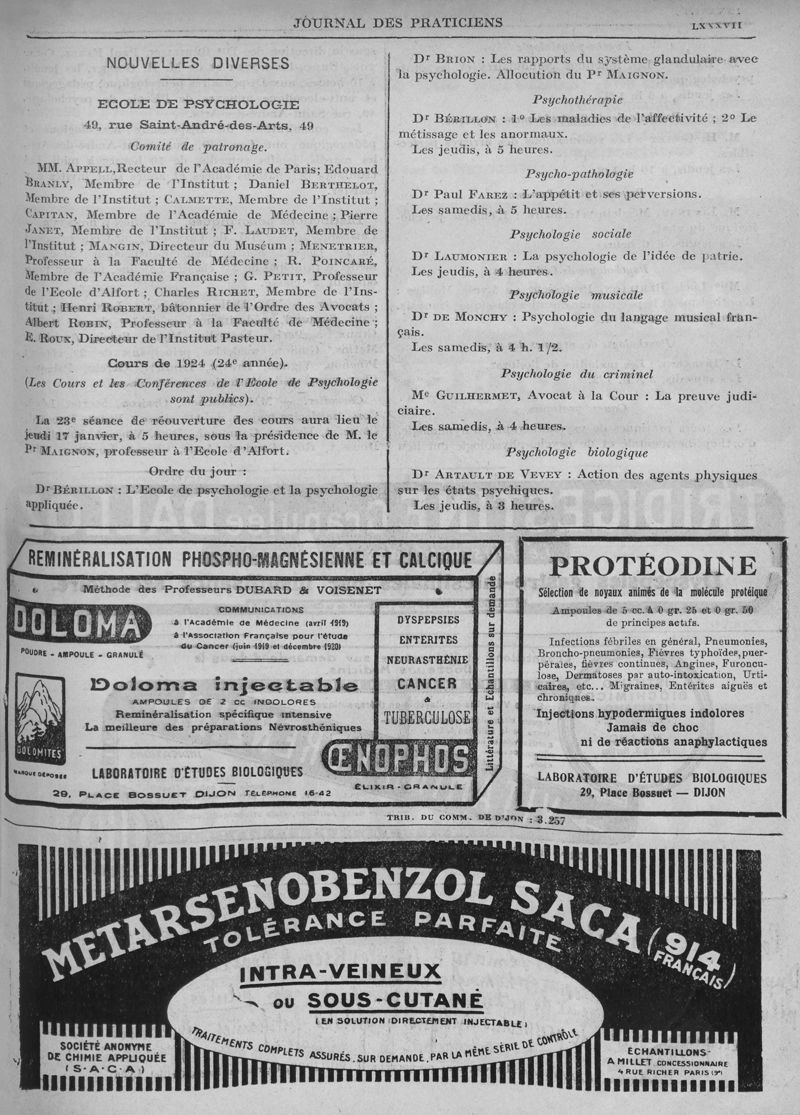 JOURNAL DES PRATICIENS
LXXXVII
NOUVELLES DIVERSES
ECOLE DE PSYCHOLOGIE
49, rue Saint-André-des-Arts, 49
Comité de patronage.
MM. APPELL, Recteur de l'Académie de Paris; Edouard
BRANLY, Membre de l'Institut ; Daniel BERTHELOT,
Membre de l'Institut ; CALMETTE, Membre de l'Institut ;
CAPITAN, Membre de l'Académie de Médecine ; Pierre
JANET, Membre de l'Institut ; F. LAUDET, Membre de
l'Institut ; MANGIN, Directeur du Muséum ; MENETRIER,
Professeur à la Faculté de Médecine ; R. POINCARÉ,
Membre de l'Académie Française ; G. PETIT, Professeur
de l'Ecole d'Alfort ; Charles RICHET, Membre de l'Ins-
titut ; Henri ROBERT, bâtonnier de l'Ordre des Avocats ;
Albert ROBIN, Professeur à la Faculté de Médecine ;
E. ROUX, Directeur de l'Institut Pasteur.
Cours de 1924 (24e année).
(Les Cours et les Conférences de l'Ecole de Psychologie
sont publics).
La 23e séance de réouverture des cours aura lieu le
jeudi 17 janvier, à 5 heures, sous la présidence de M. le
Pr MAIGNON, professeur à l'Ecole d'Alfort.
Ordre du jour :
Dr BÉRILLON : L'Ecole de psychologie et la psychologie
appliquée.
Dr BRION : Les rapports du système glandulaire avec
la psychologie. Allocution du Pr MAIGNON.
Psychothérapie
Dr BÉRILLON : 1o Les maladies de l'affectivité ; 2o Le
métissage et les anormaux.
Les jeudis, à 5 heures.
Psycho-pathologie
Dr Paul FAREZ : L'appétit et ses perversions.
Les samedis, à 5 heures.
Psychologie sociale
Dr LAUMONIER : La psychologie de l'idée de patrie.
Les jeudis, à 4 heures.
Psychologie musicale
Dr DE MONCHY : Psychologie du langage musical fran-
çais.
Les samedis, à 4 h. 1/2.
Psychologie du criminel
Me GUILHERMET, Avocat à la Cour : La preuve judi-
ciaire.
Les samedis, à 4 heures.
Psychologie biologique
Dr ARTAULT DE VEVEY : Action des agents physiques
sur les états psychiques.
Les jeudis, à 3 heures.
REMINÉRALISATION PHOSPHO-MAGNÉSIENNE ET CALCIQUE
Méthode des Professeurs DUBARD & VOISENET
DOLOMA
POUDRE - AMPOULE - GRANULÉ
COMMUNICATIONS
à l'Académie de Médecine (avril 1919)
à l'Association Française pour l'étude
du Cancer (juin 1919 et décembre 1920)
Doloma injectable
AMPOULES DE 2 CC INDOLORES
Reminéralisation spécifique intensive
La meilleure des préparations Névrosthéniques
DOLOMITES
MARQUE DÉPOSÉE
LABORATOIRE D'ÉTUDES BIOLOGIQUES
29, PLACE BOSSUET DIJON TÉLÉPHONE 16-42
DYSPEPSIES
ENTÉRITES
NEURASTHÉNIE
CANCER
&
TUBERCULOSE
ŒNOPHOS
ÉLIXIR - GRANULÉ
Littérature et Échantillons sur demande
PROTÉODINE
Sélection de noyaux aminés de la molécule protéique
Ampoules de 5 cc. à 0 gr. 25 et 0 gr. 50
de principes actifs.
Infections fébriles en général, Pneumonies,
Broncho-pneumonies, Fièvres typhoïdes, puer-
pérales, fièvres continues, Angines, Furoncu-
lose, Dermatoses par auto-intoxication, Urti-
caires, etc... Migraines, Entérites aiguës et
chroniques.
Injections hypodermiques indolores
Jamais de choc
ni de réactions anaphylactiques
LABORATOIRE D'ÉTUDES BIOLOGIQUES
29, Place Bossuet — DIJON
TRIB. DU COMM. DE DIJON : 3.257
METARSENOBENZOL SACA (914 FRANÇAIS)
TOLÉRANCE PARFAITE
INTRA-VEINEUX
OU SOUS-CUTANÉ
(EN SOLUTION DIRECTEMENT INJECTABLE)
TRAITEMENTS COMPLETS ASSURÉS, SUR DEMANDE, PAR LA MÊME SÉRIE DE CONTRÔLE
SOCIÉTÉ ANONYME
DE CHIMIE APPLIQUÉE
(S·A·C·A)
ÉCHANTILLONS
A MILLET CONCESSIONNAIRE
4 RUE RICHER PARIS (9e)